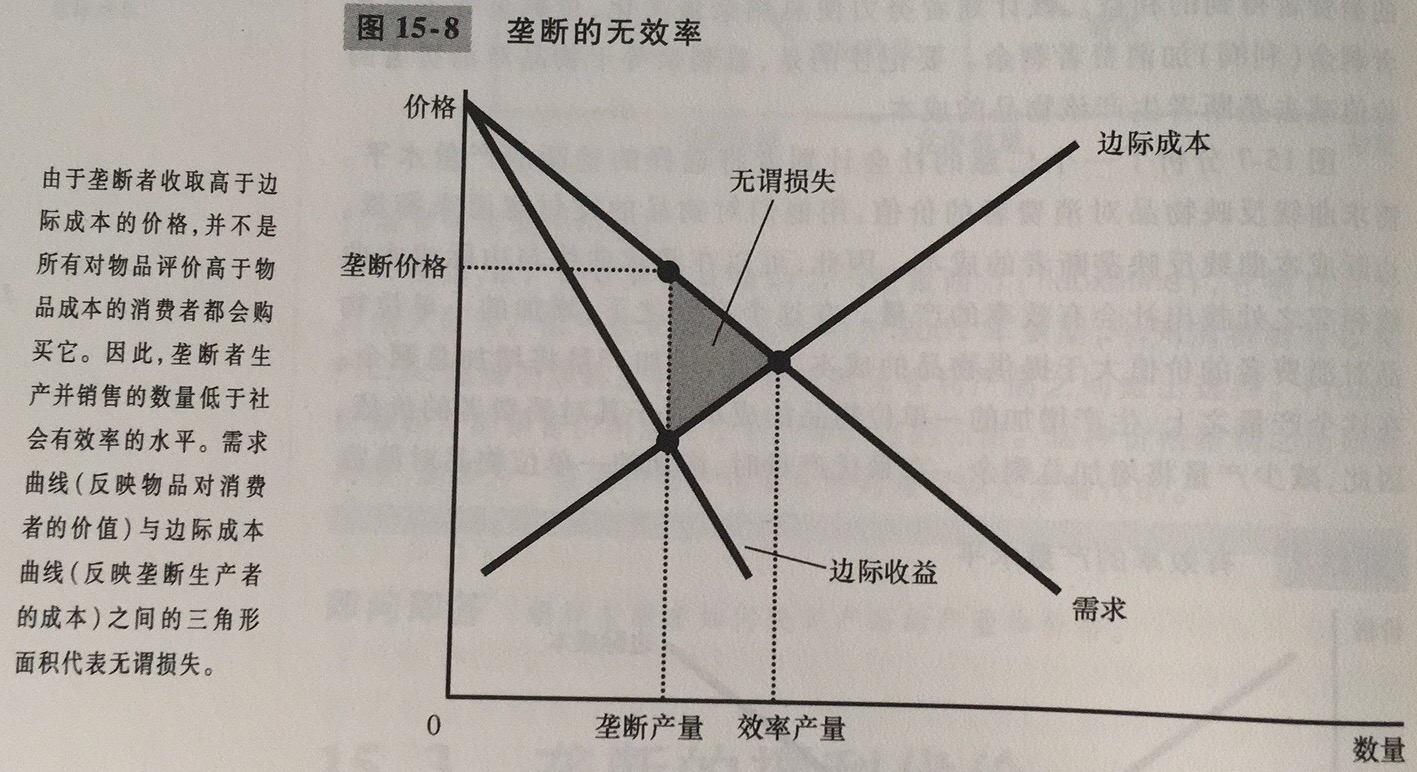 图 15-8 垄断的无效率
由于垄断者收取高于边
际成本的价格，并不是
所有对物品评价高于物
品成本的消费者都会购
买它。因此，垄断者生
产并销售的数量低于社
会有效率的水平。需求
曲线（反映物品对消费
者的价值）与边际成本
曲线（反映垄断生产者
的成本）之间的三角形
面积代表无谓损失。
价格
边际成本
无谓损失
垄断价格
边际收益
需求
0
垄断产量
效率产量
数量